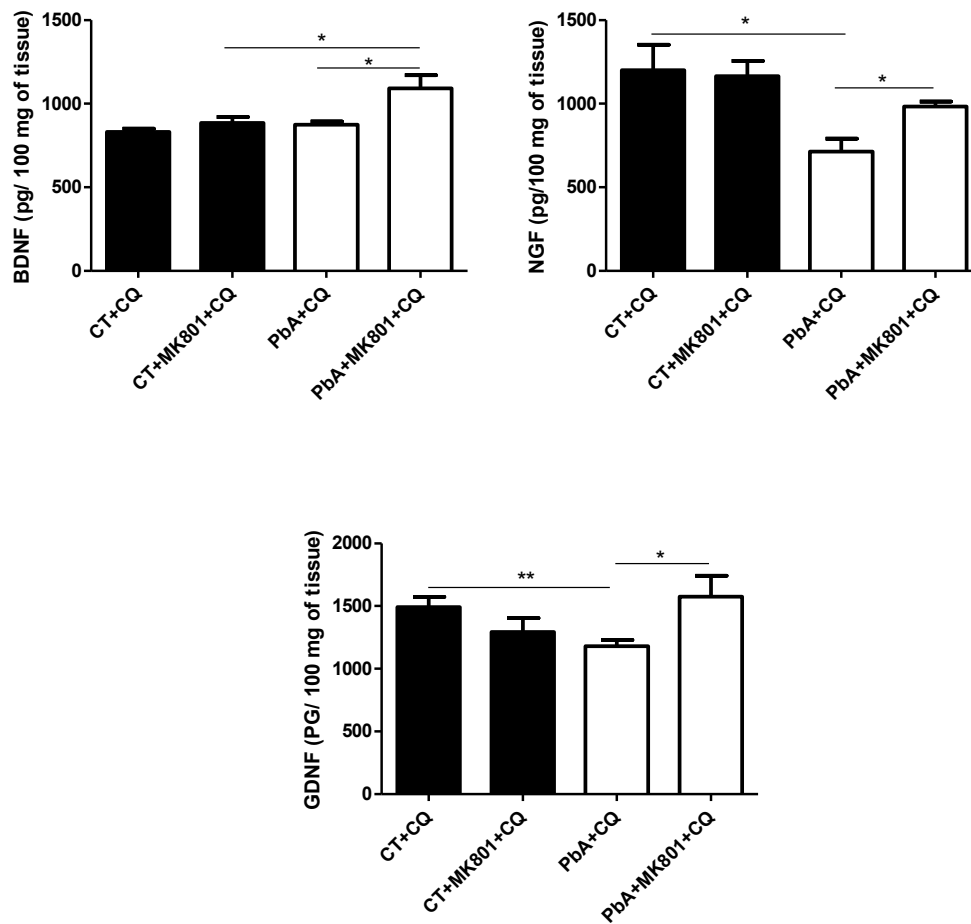 BDNF (pg/ 100 mg of tissue)
1500
1000
500
0
*
*
CT+CQ
CT+MK801+CQ
PbA+CQ
PbA+MK801+CQ
NGF (pg/100 mg of tissue)
1500
1000
500
0
*
*
CT+CQ
CT+MK801+CQ
PbA+CQ
PbA+MK801+CQ
GDNF (PG/ 100 mg of tissue)
2000
1500
1000
500
0
**
*
CT+CQ
CT+MK801+CQ
PbA+CQ
PbA+MK801+CQ